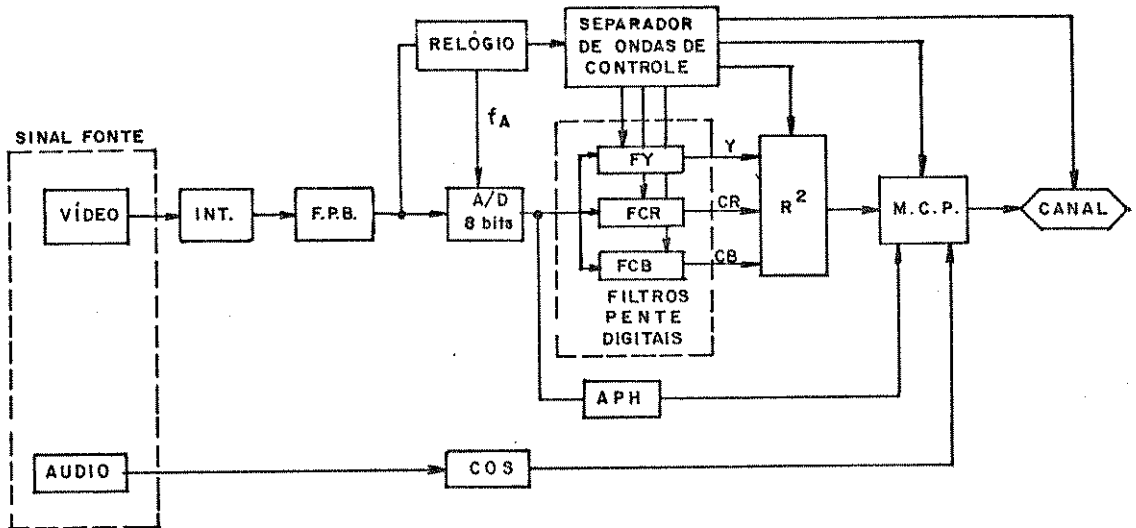 RELÓGIO
SEPARADOR
DE ONDAS DE
CONTROLE
fA
SINAL FONTE
VÍDEO
INT.
F.P.B.
A/D
8 bits
FY
FCR
FCB
Y
CR
CB
R²
M.C.P.
CANAL
FILTROS
PENTE
DIGITAIS
APH
AUDIO
COS